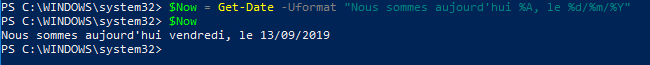 PS C:\WINDOWS\system32> $Now = Get-Date -Uformat "Nous sommes aujourd'hui %A, le %d/%m/%Y"
PS C:\WINDOWS\system32> $Now
Nous sommes aujourd'hui vendredi, le 13/09/2019
PS C:\WINDOWS\system32>